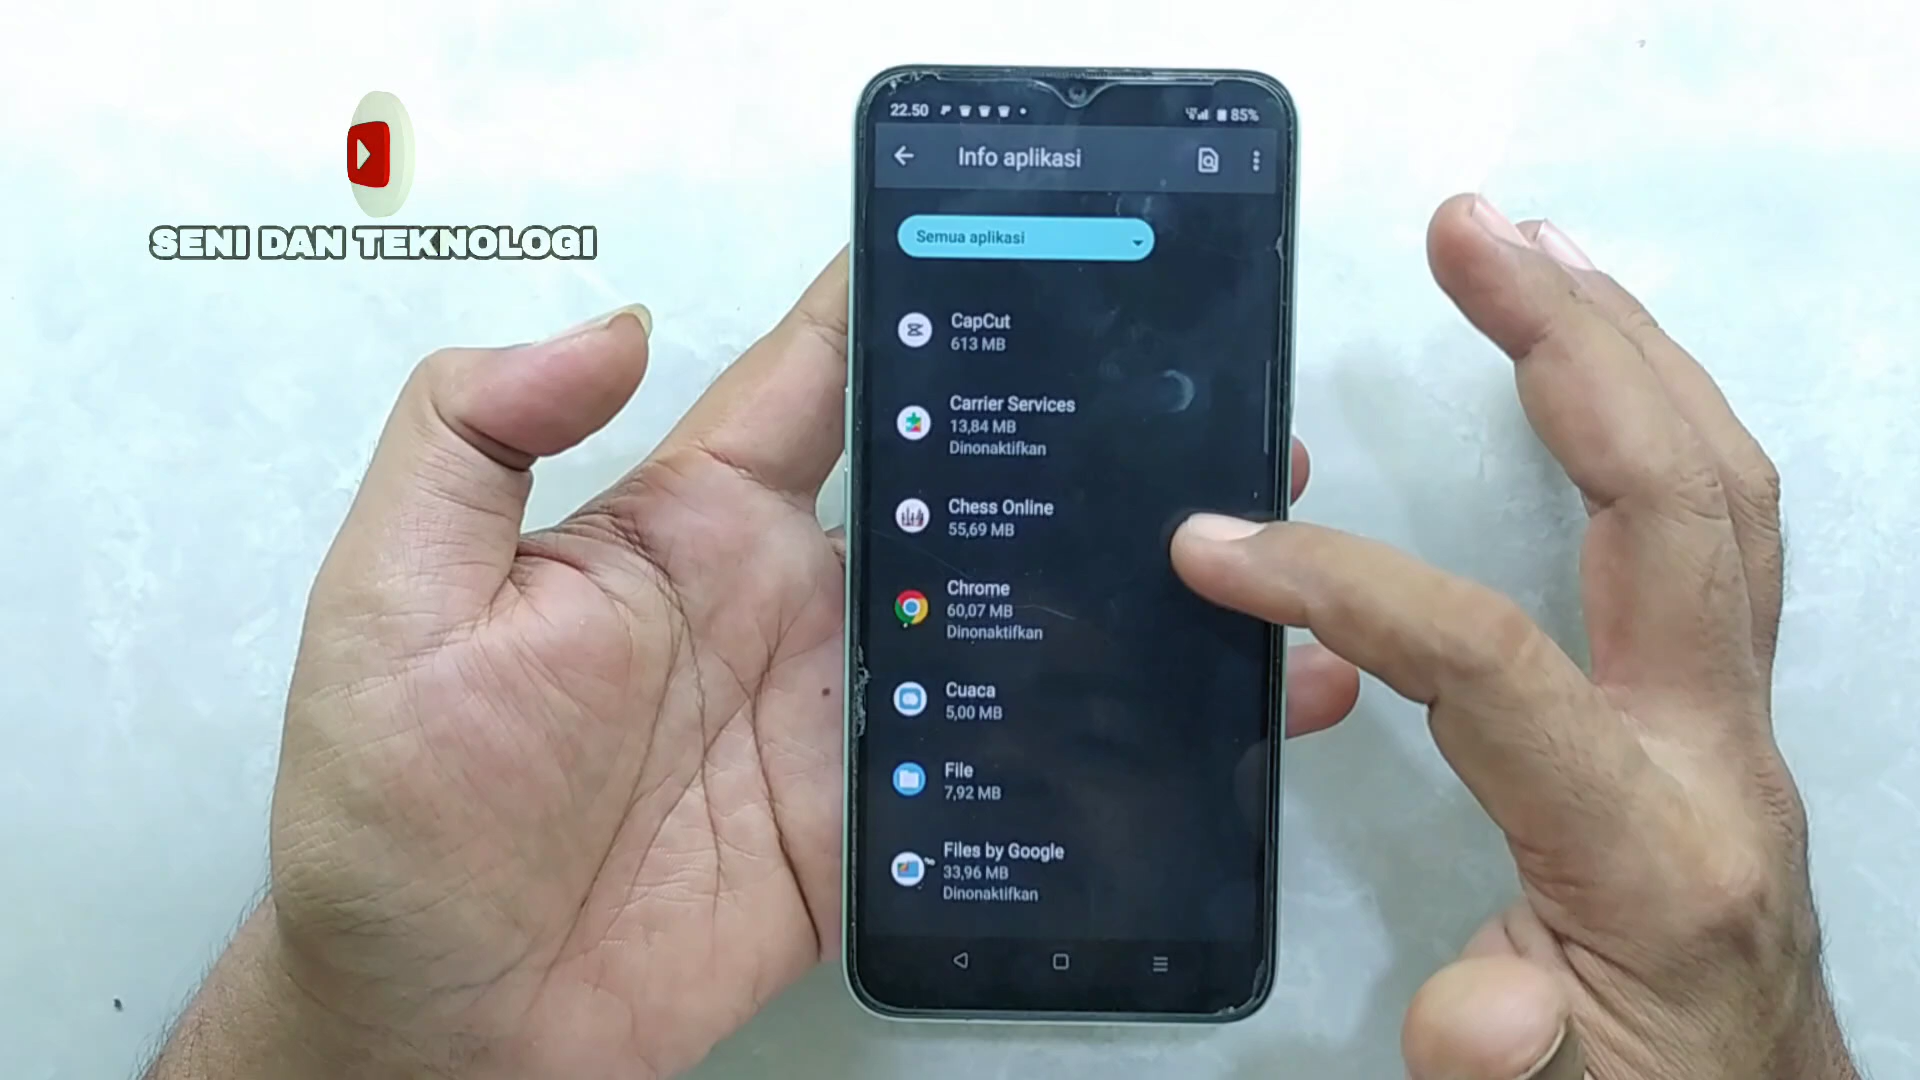 SENI DAN TEKNOLOGI
22.50
85%
Info aplikasi
Semua aplikasi
CapCut
613 MB
Carrier Services
13,84 MB
Dinonaktifkan
Chess Online
55,69 MB
Chrome
60,07 MB
Dinonaktifkan
Cuaca
5,00 MB
File
7,92 MB
Files by Google
33,96 MB
Dinonaktifkan